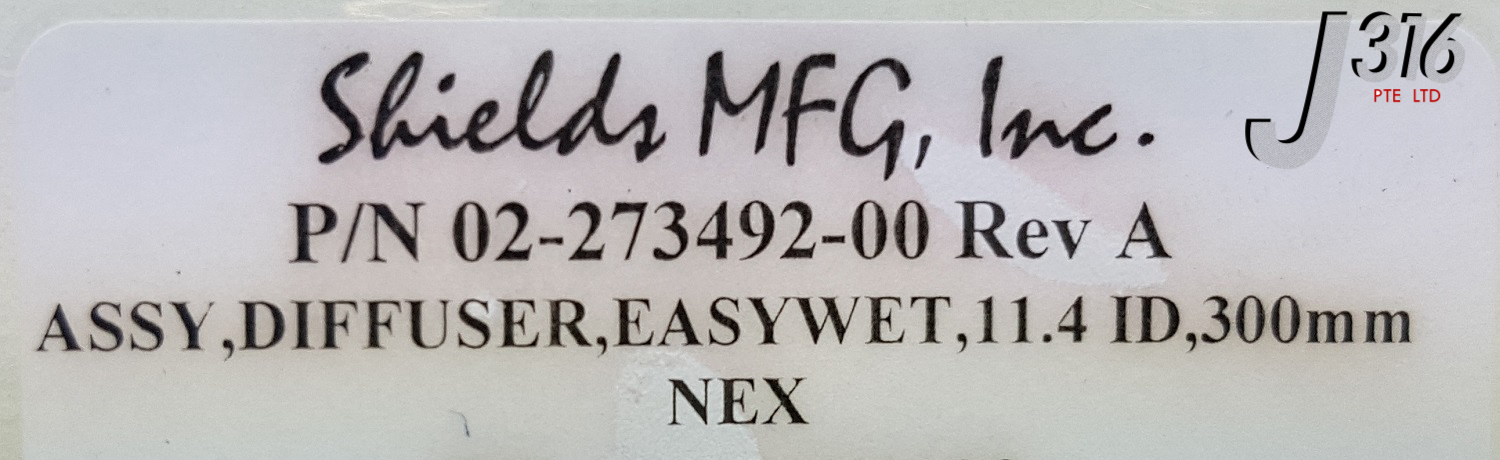 Shields MFG, Inc.
J316
PTE LTD
P/N 02-273492-00 Rev A
ASSY,DIFFUSER,EASYWET,11.4 ID,300mm
NEX